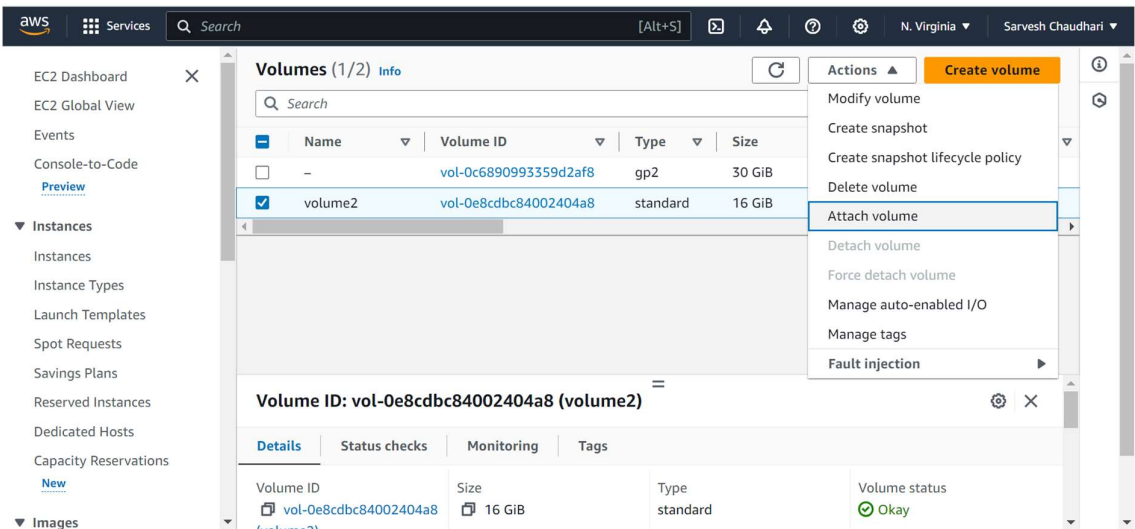 aws Services Search [Alt+S] N. Virginia Sarvesh Chaudhari
EC2 Dashboard
EC2 Global View
Events
Console-to-Code
Preview
Instances
Instances
Instance Types
Launch Templates
Spot Requests
Savings Plans
Reserved Instances
Dedicated Hosts
Capacity Reservations
New
Images
Volumes (1/2) Info
Actions
Create volume
Search
Name Volume ID Type Size
– vol-0c6890993359d2af8 gp2 30 GiB
volume2 vol-0e8cdbc84002404a8 standard 16 GiB
Modify volume
Create snapshot
Create snapshot lifecycle policy
Delete volume
Attach volume
Detach volume
Force detach volume
Manage auto-enabled I/O
Manage tags
Fault injection
Volume ID: vol-0e8cdbc84002404a8 (volume2)
Details Status checks Monitoring Tags
Volume ID Size Type Volume status
vol-0e8cdbc84002404a8 16 GiB standard Okay
(volume2)